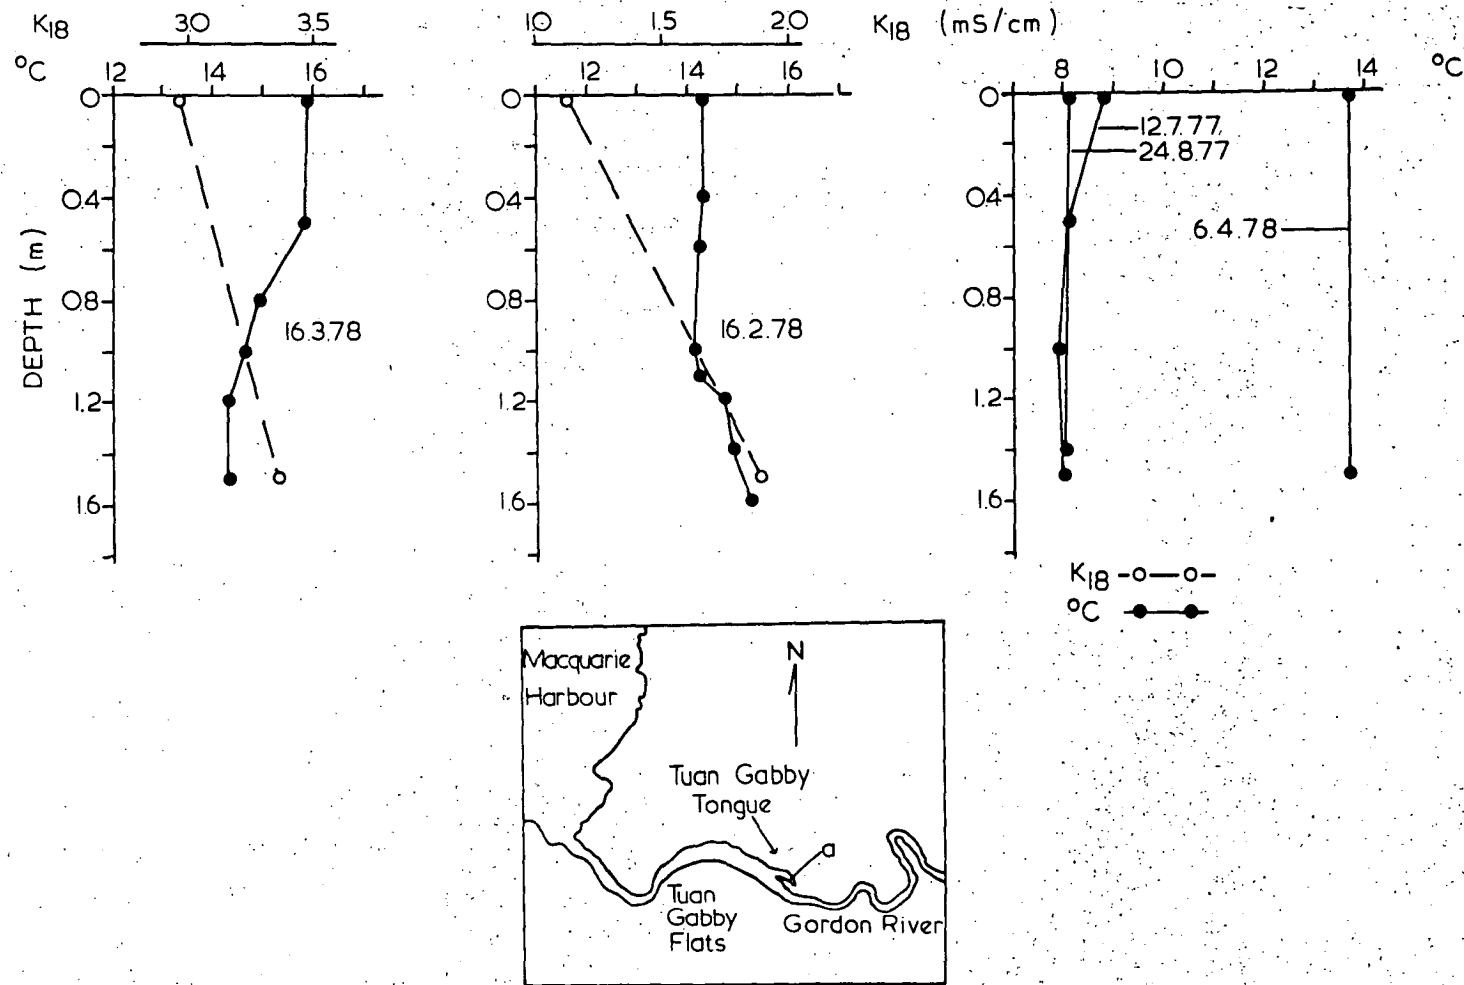 K18 3.0 3.5
°C 12 14 16
0
0.4
0.8
1.2
1.6
DEPTH (m)
16.3.78
1.0 1.5 2.0 K18 (mS/cm)
12 14 16
0
0.4
0.8
1.2
1.6
16.2.78
8 10 12 14 °C
0
0.4
0.8
1.2
1.6
12.7.77
24.8.77
6.4.78
K18
°C
Macquarie
Harbour
N
Tuan Gabby
Tongue
a
Tuan
Gabby
Flats
Gordon River